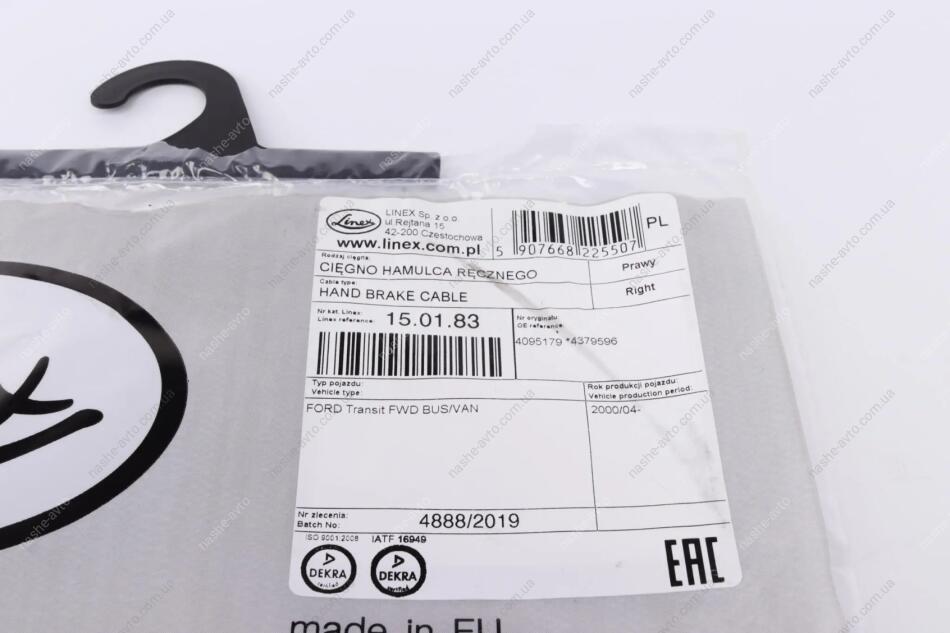 Linex
LINEX Sp. z o.o.
ul Rejtana 15
42-200 Czestochowa
www.linex.com.pl
5 907668 225507
PL
Rodzaj cięgła:
CIĘGNO HAMULCA RĘCZNEGO
Prawy
Cable type:
HAND BRAKE CABLE
Right
Nr kat. Linex:
Linex reference:
15.01.83
Nr oryginału:
OE reference:
4095179 *4379596
Typ pojazdu:
Vehicle type:
Rok produkcji pojazdu:
Vehicle production period:
FORD Transit FWD BUS/VAN
2000/04-
Nr zlecenia:
Batch No:
4888/2019
ISO 9001:2008
IATF 16949
DEKRA
DEKRA
certified
EAC
made in EU
nashe-avto.com.ua